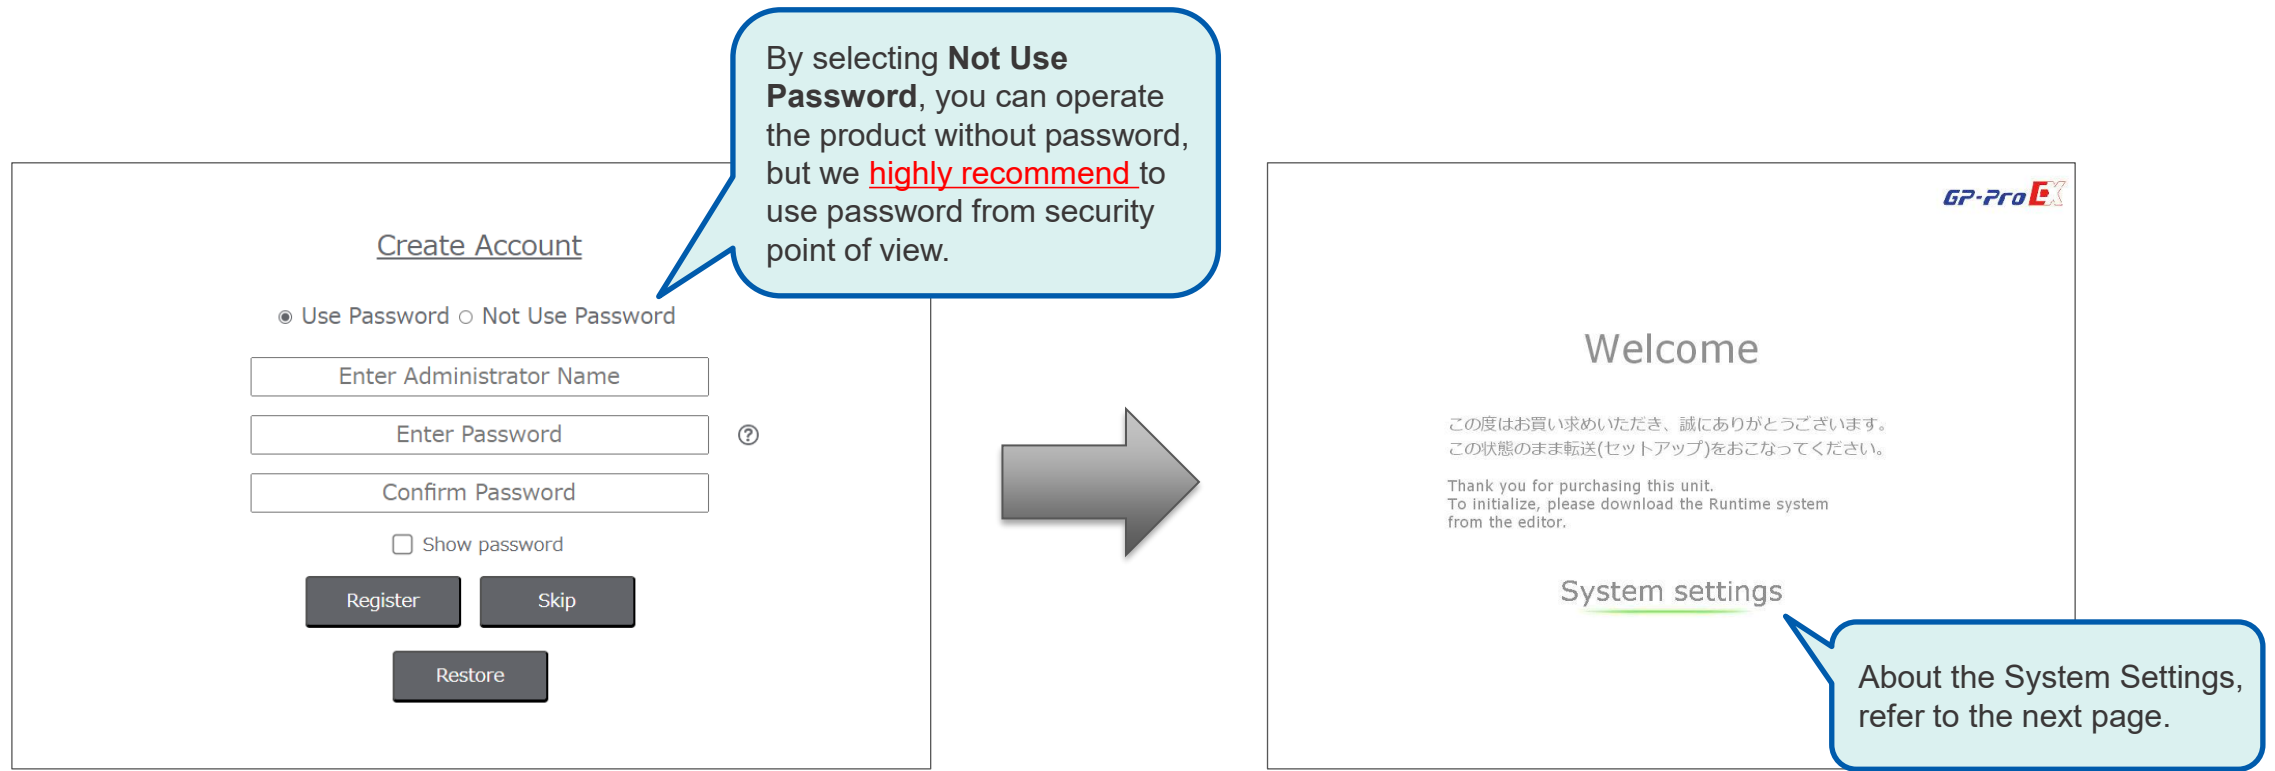 By selecting Not Use
Password, you can operate
the product without password,
but we highly recommend to
use password from security
point of view.
Create Account
Use Password Not Use Password
Enter Administrator Name
Enter Password ?
Confirm Password
Show password
Register Skip
Restore
GP-Pro EX
Welcome
この度はお買い求めいただき、誠にありがとうございます。
この状態のまま転送(セットアップ)をおこなってください。
Thank you for purchasing this unit.
To initialize, please download the Runtime system
from the editor.
System settings
About the System Settings,
refer to the next page.